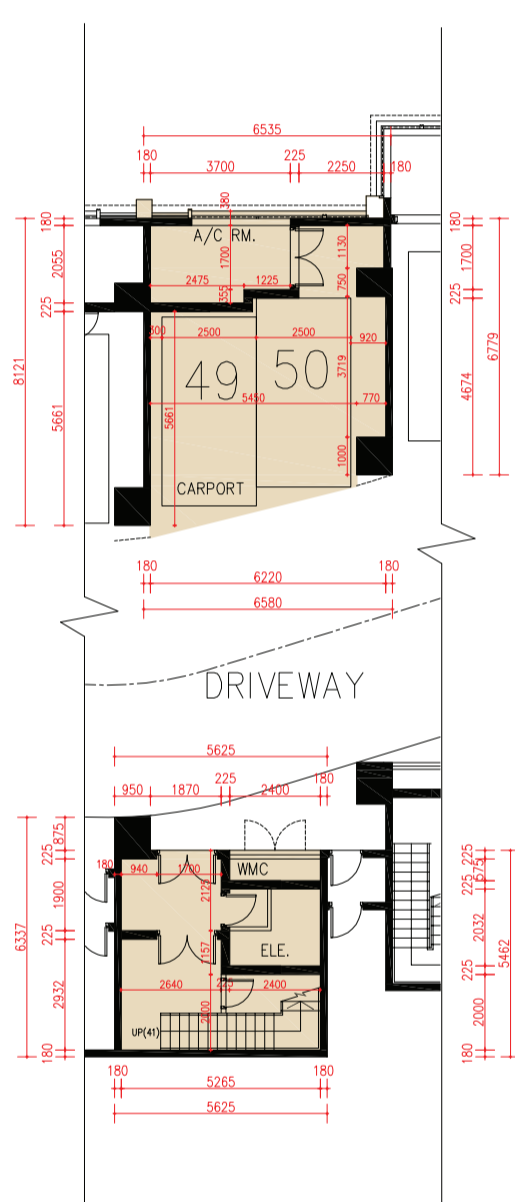 6535
180 3700 225 2250 180
380
180 2055 225
8121
5661
A/C RM.
1700
2475 1225
355
1130
750
180 1700 225
6779
4674
300 2500 2500 920
49 50
3719
5450 770
5661
1000
CARPORT
180 6220 180
6580
DRIVEWAY
5625
950 1870 225 2400 180
6337
875
225
1900
225
2932
180
180 940 1700
2125
WMC
ELE.
2157
2640 225 2400
2400
UP(41)
225
675
225
2032
225
2000
180
5462
180 5265 180
5625